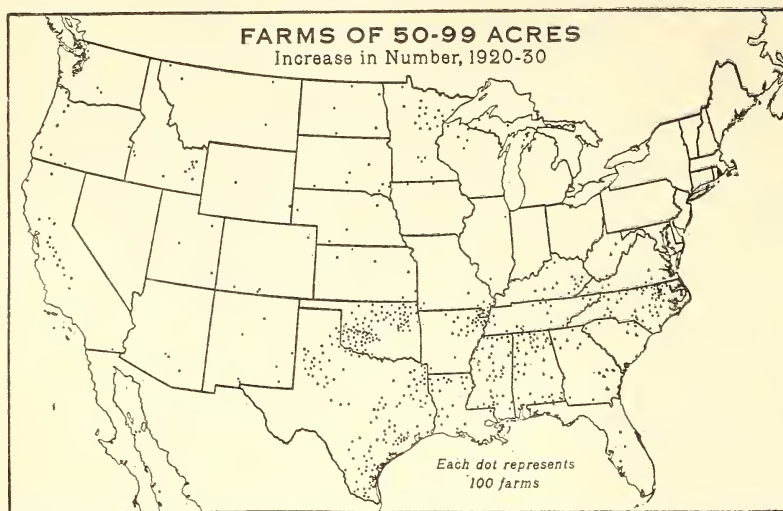 FARMS OF 50-99 ACRES
Increase in Number, 1920-30
Each dot represents
100 farms